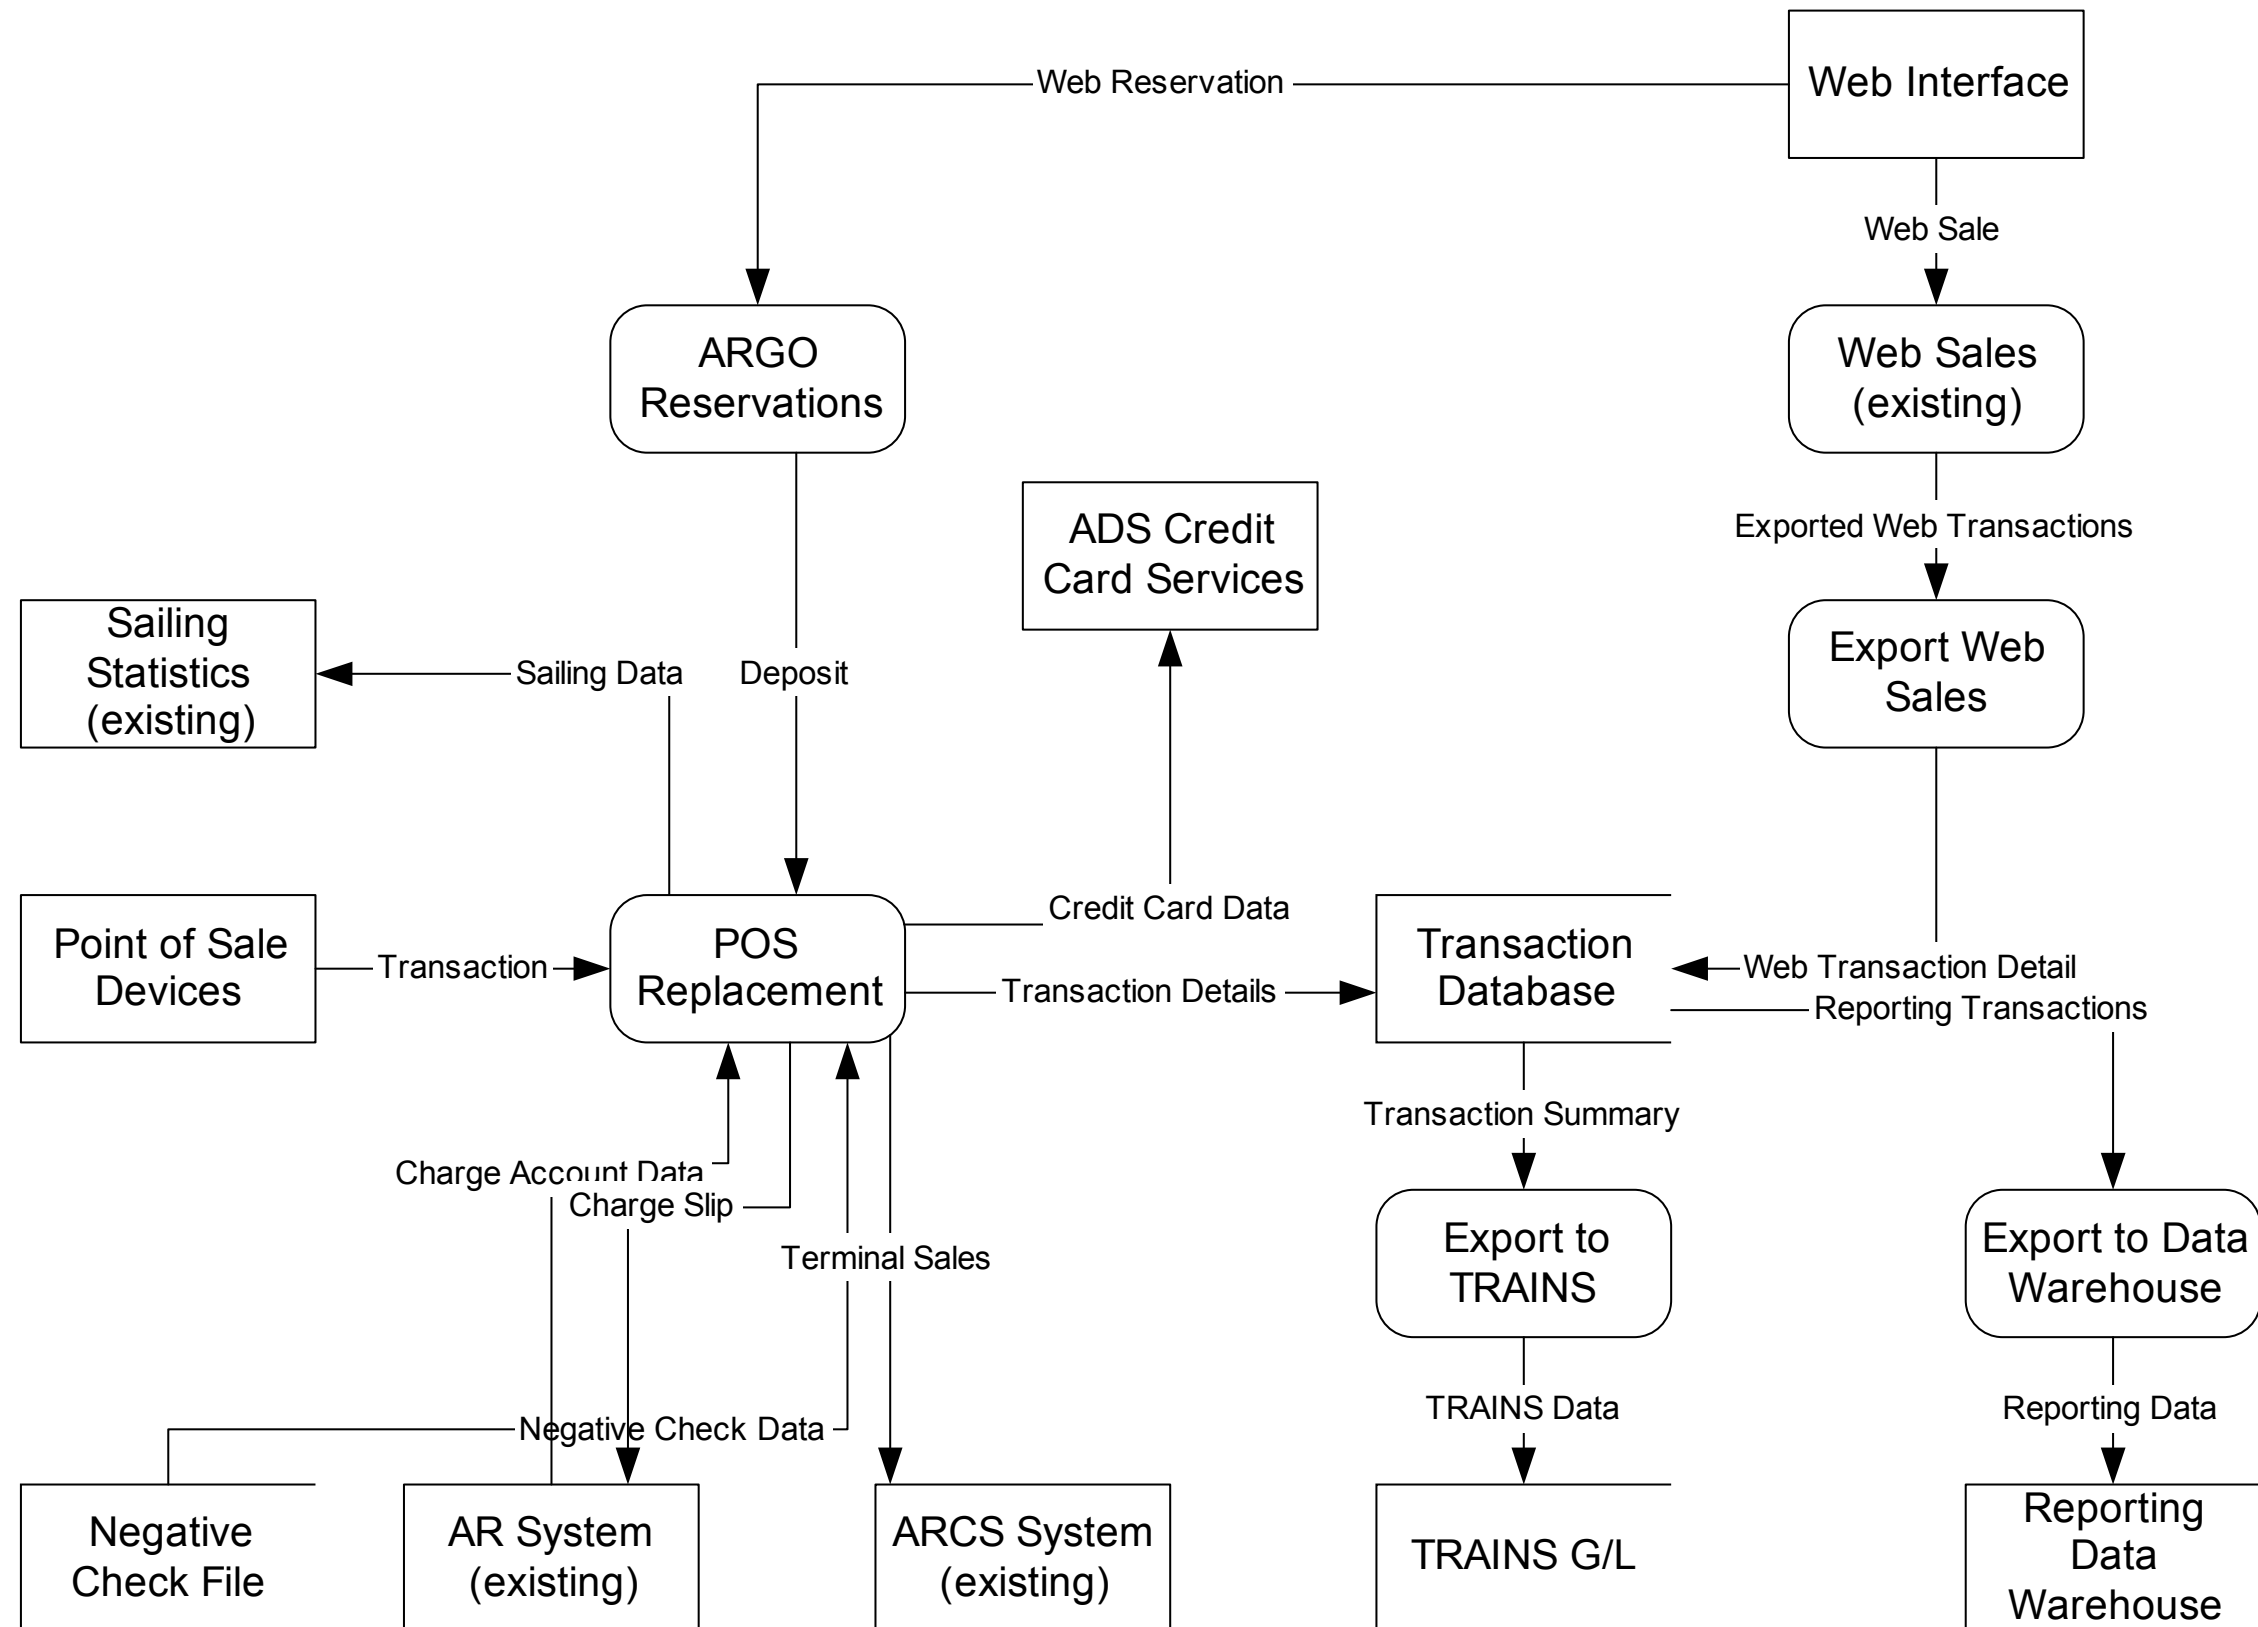 Web Reservation
Web Interface
Web Sale
ARGO
Reservations
Web Sales
(existing)
ADS Credit
Card Services
Exported Web Transactions
Sailing
Statistics
(existing)
Sailing Data
Deposit
Export Web
Sales
Credit Card Data
Point of Sale
Devices
Transaction
POS
Replacement
Transaction Details
Transaction
Database
Web Transaction Detail
Reporting Transactions
Transaction Summary
Charge Account Data
Charge Slip
Terminal Sales
Export to
TRAINS
Export to Data
Warehouse
Negative Check Data
TRAINS Data
Reporting Data
Negative
Check File
AR System
(existing)
ARCS System
(existing)
TRAINS G/L
Reporting
Data
Warehouse